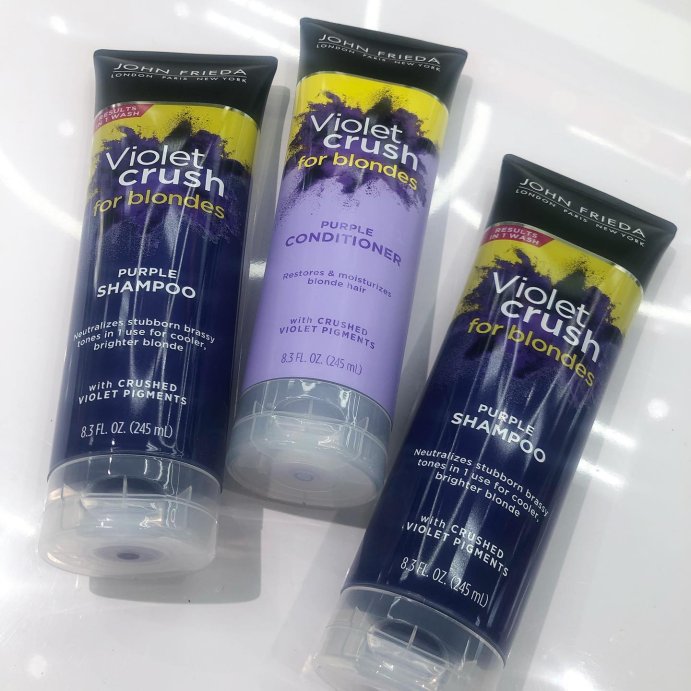 JOHN FRIEDA
LONDON PARIS NEW YORK
RESULTS
IN 1 WASH
Violet
crush
for blondes
PURPLE
SHAMPOO
Neutralizes stubborn brassy
tones in 1 use for cooler,
brighter blonde
with CRUSHED
VIOLET PIGMENTS
8.3 FL. OZ. (245 mL)
JOHN FRIEDA
LONDON PARIS NEW YORK
Violet
crush
for blondes
PURPLE
CONDITIONER
Restores & moisturizes
blonde hair
with CRUSHED
VIOLET PIGMENTS
8.3 FL. OZ. (245 mL)
JOHN FRIEDA
LONDON PARIS NEW YORK
RESULTS
IN 1 WASH
Violet
crush
for blondes
PURPLE
SHAMPOO
Neutralizes stubborn brassy
tones in 1 use for cooler,
brighter blonde
with CRUSHED
VIOLET PIGMENTS
8.3 FL. OZ. (245 mL)